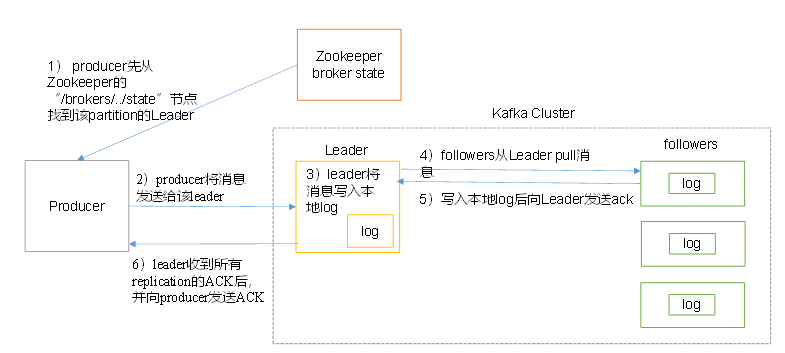 Zookeeper
broker state
1） producer先从
Zookeeper的
“/brokers/../state”节点
找到该partition的Leader
Kafka Cluster
Producer
2）producer将消息
发送给该leader
Leader
3）leader将
消息写入本
地log
log
4）followers从Leader pull消
息
5）写入本地log后向Leader发送ack
followers
log
log
log
6）leader收到所有
replication的ACK后，
并向producer发送ACK